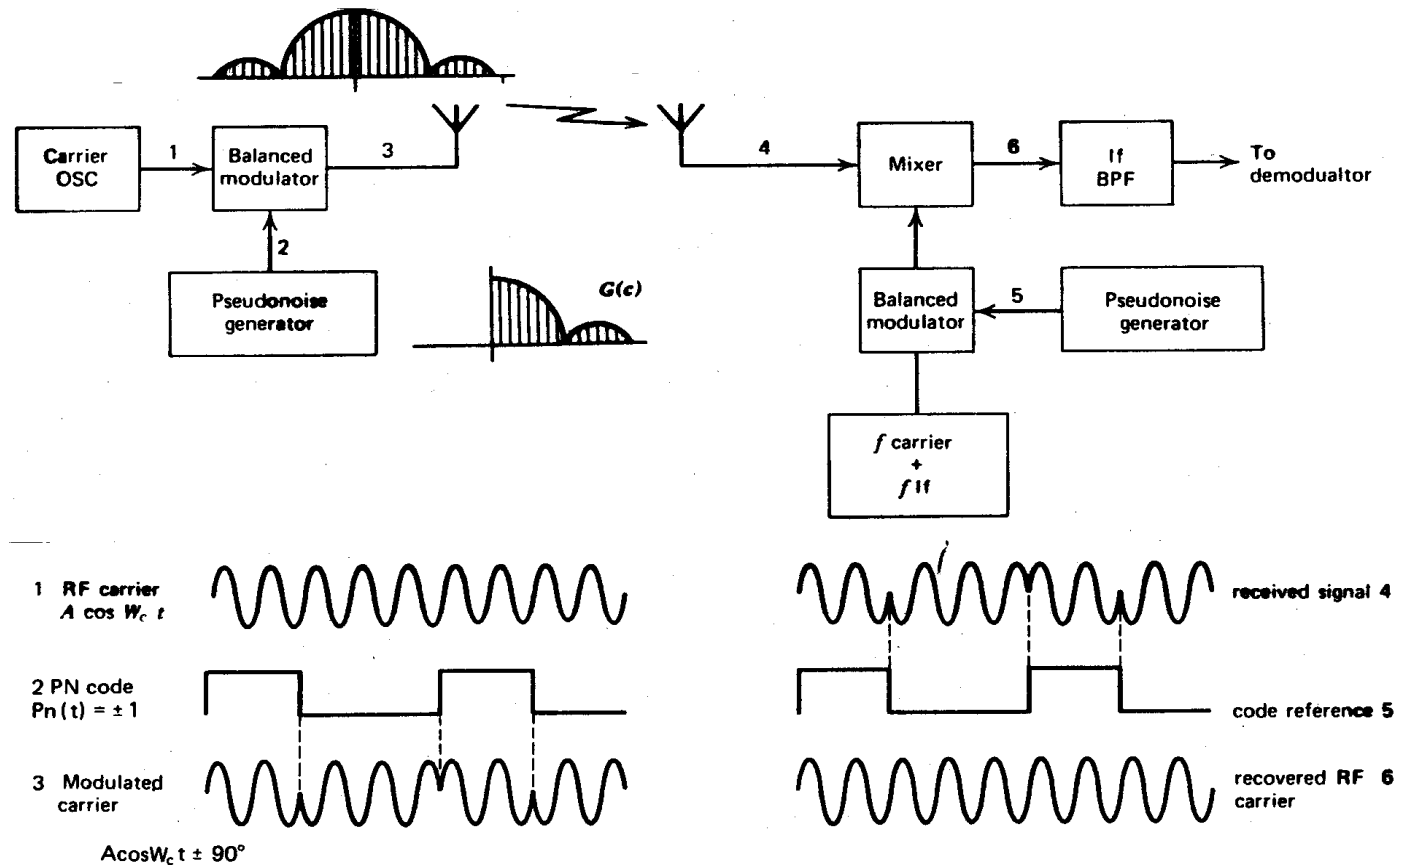 Carrier
OSC
1
Balanced
modulator
3
2
Pseudonoise
generator
G(c)
4
Mixer
6
If
BPF
To
demodualtor
Balanced
modulator
5
Pseudonoise
generator
f carrier
+
f If
1 RF carrier
A cos Wc t
2 PN code
Pn(t) = ± 1
3 Modulated
carrier
AcosWc t ± 90°
received signal 4
code reference 5
recovered RF 6
carrier